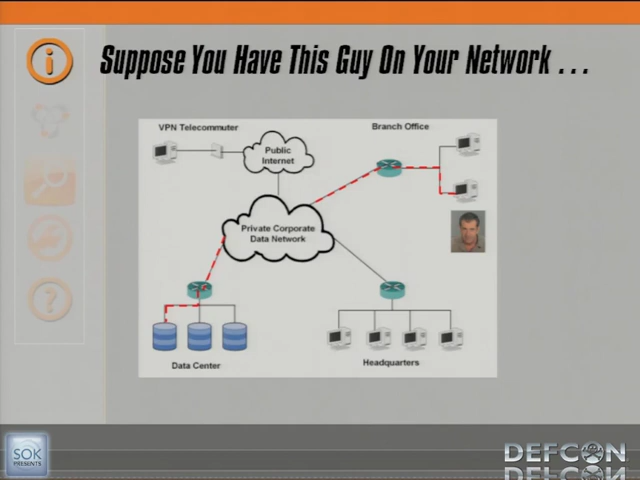 Suppose You Have This Guy On Your Network . . .
VPN Telecommuter
Branch Office
Public
Internet
Private Corporate
Data Network
Data Center
Headquarters
SOK
PRESENTS
DEFCON